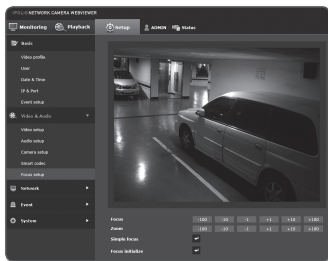 iPOLiS NETWORK CAMERA WEBVIEWER
Monitoring Playback Setup ADMIN Status
Basic
Video profile
User
Date & Time
IP & Port
Event setup
Video & Audio
Video setup
Audio setup
Camera setup
Smart codec
Focus setup
Network
Event
System
Focus -100 -10 -1 +1 +10 +100
Zoom -100 -10 -1 +1 +10 +100
Simple focus
Focus initialize